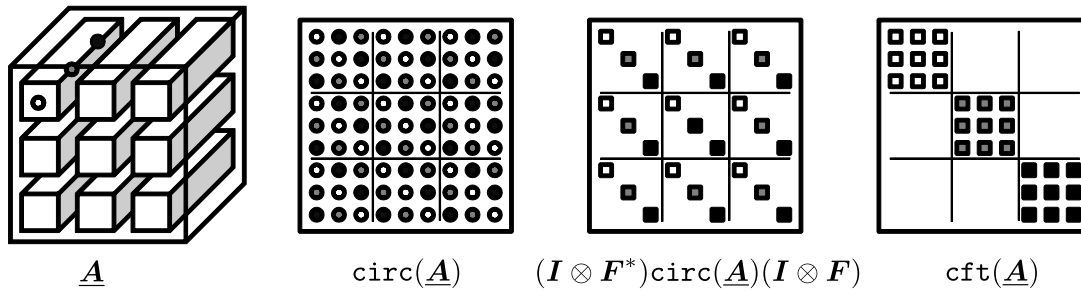 A circ(A) (I ⊗ F*)circ(A)(I ⊗ F) cft(A)